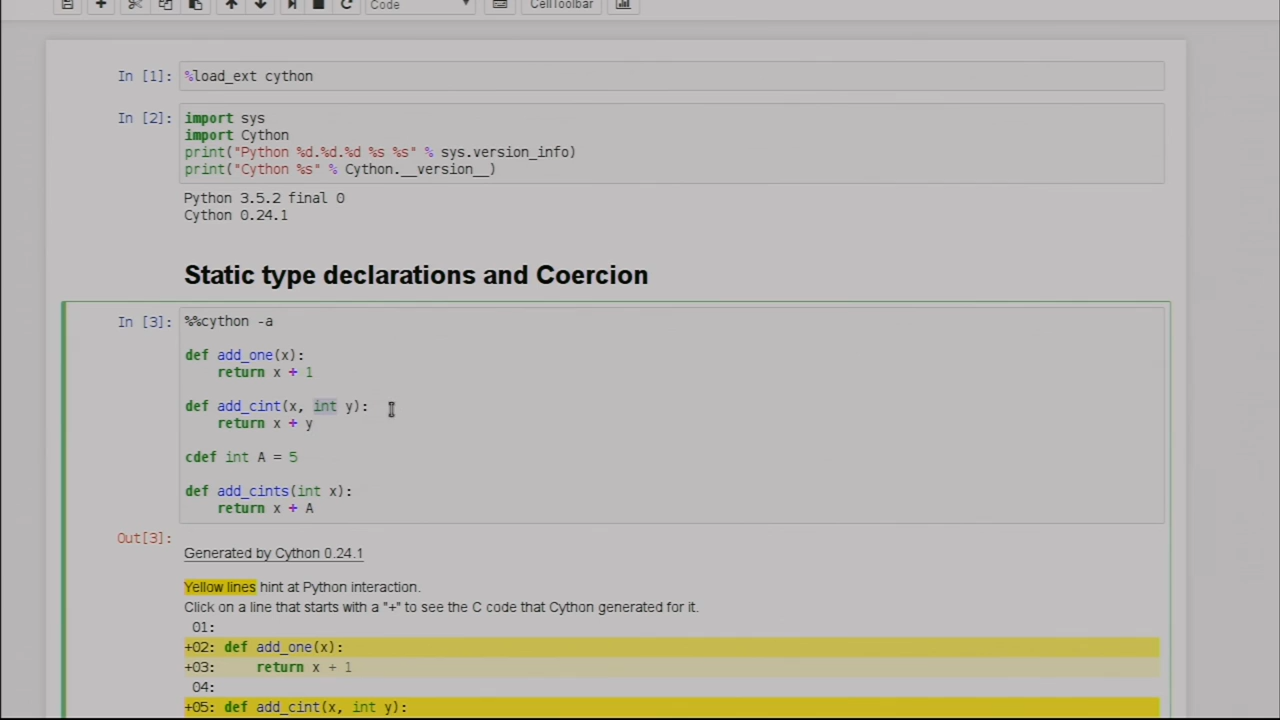 Code
CellToolbar
In [1]: %load_ext cython
In [2]: import sys
import Cython
print("Python %d.%d.%d %s %s" % sys.version_info)
print("Cython %s" % Cython.__version__)
Python 3.5.2 final 0
Cython 0.24.1
Static type declarations and Coercion
In [3]: %%cython -a
def add_one(x):
    return x + 1
def add_cint(x, int y):
    return x + y
cdef int A = 5
def add_cints(int x):
    return x + A
Out[3]:
Generated by Cython 0.24.1
Yellow lines hint at Python interaction.
Click on a line that starts with a "+" to see the C code that Cython generated for it.
01:
+02: def add_one(x):
+03:     return x + 1
04:
+05: def add_cint(x, int y):